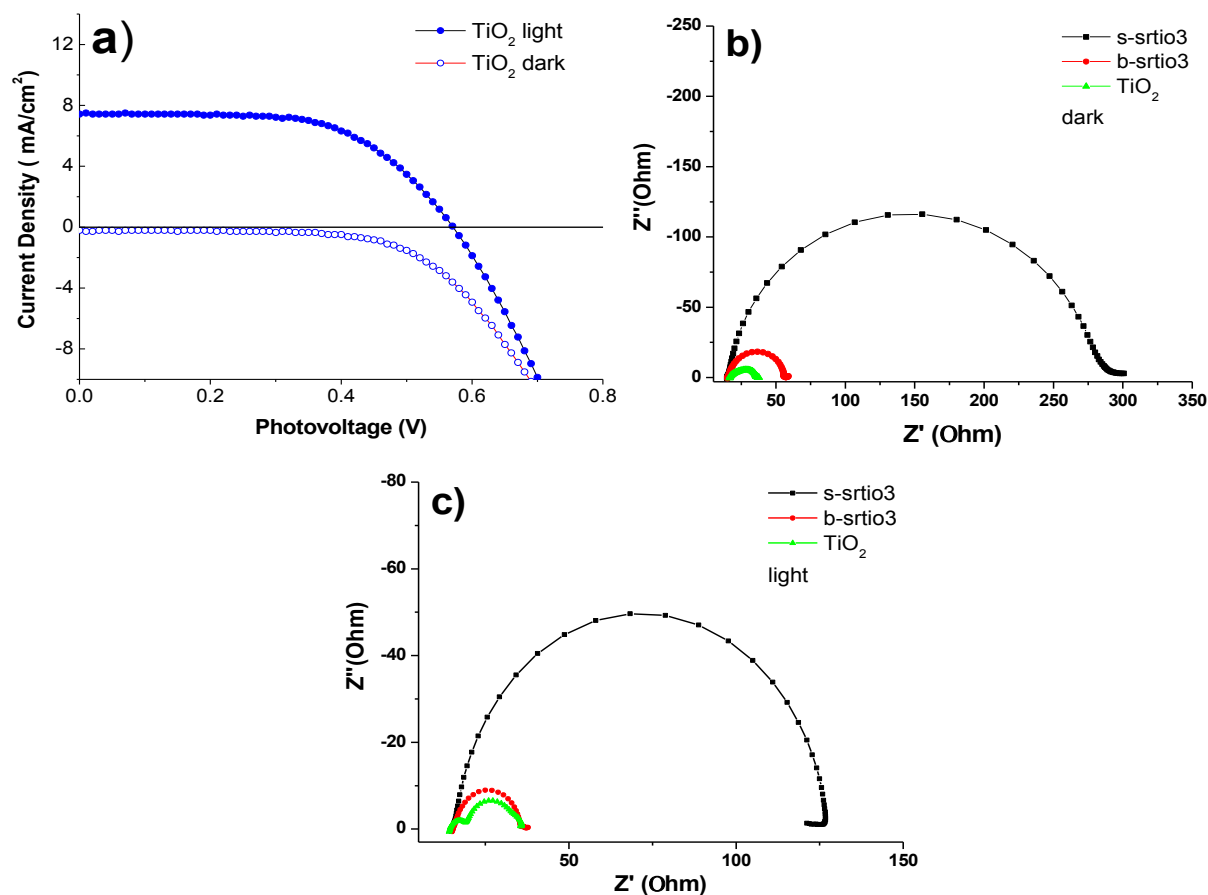 a)
TiO2 light
TiO2 dark
12
8
4
0
-4
-8
Current Density ( mA/cm2)
0.0
0.2
0.4
0.6
0.8
Photovoltage (V)
b)
s-srtio3
b-srtio3
TiO2
dark
-250
-200
-150
-100
-50
0
Z''(Ohm)
50
100
150
200
250
300
350
Z' (Ohm)
c)
s-srtio3
b-srtio3
TiO2
light
-80
-60
-40
-20
0
Z''(Ohm)
50
100
150
Z' (Ohm)